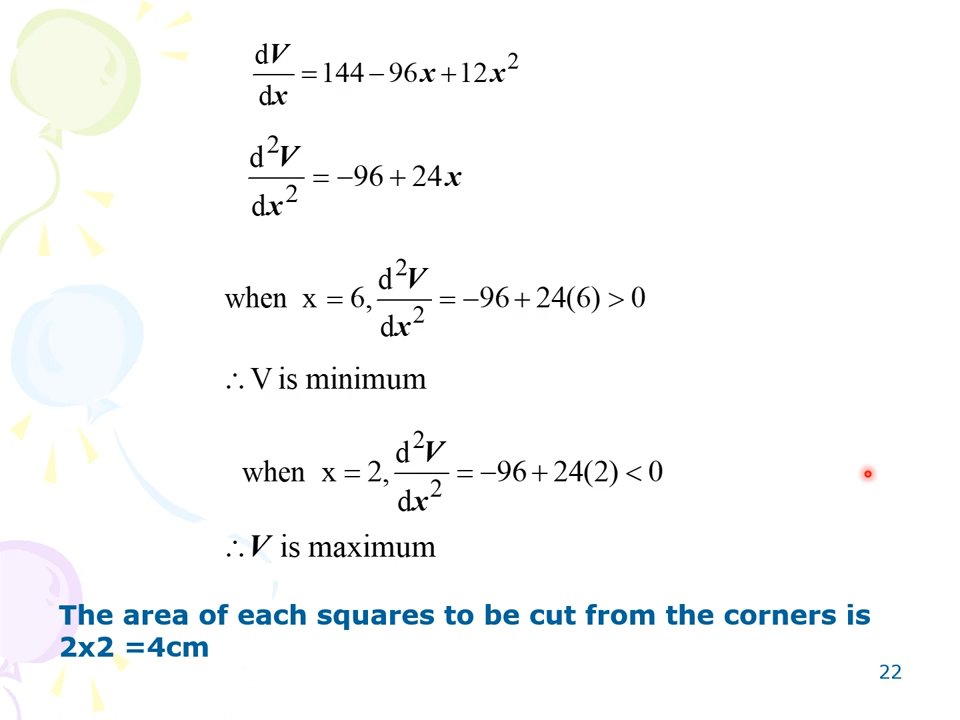 dV/dx = 144 − 96x + 12x²
d²V/dx² = −96 + 24x
when x = 6, d²V/dx² = −96 + 24(6) > 0
∴ V is minimum
when x = 2, d²V/dx² = −96 + 24(2) < 0
∴ V is maximum
The area of each squares to be cut from the corners is
2x2 =4cm
22